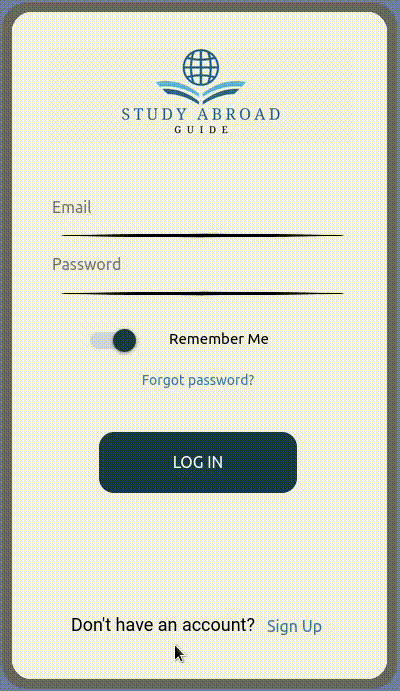 STUDY ABROAD
GUIDE
Email
Password
Remember Me
Forgot password?
LOG IN
Don't have an account? Sign Up